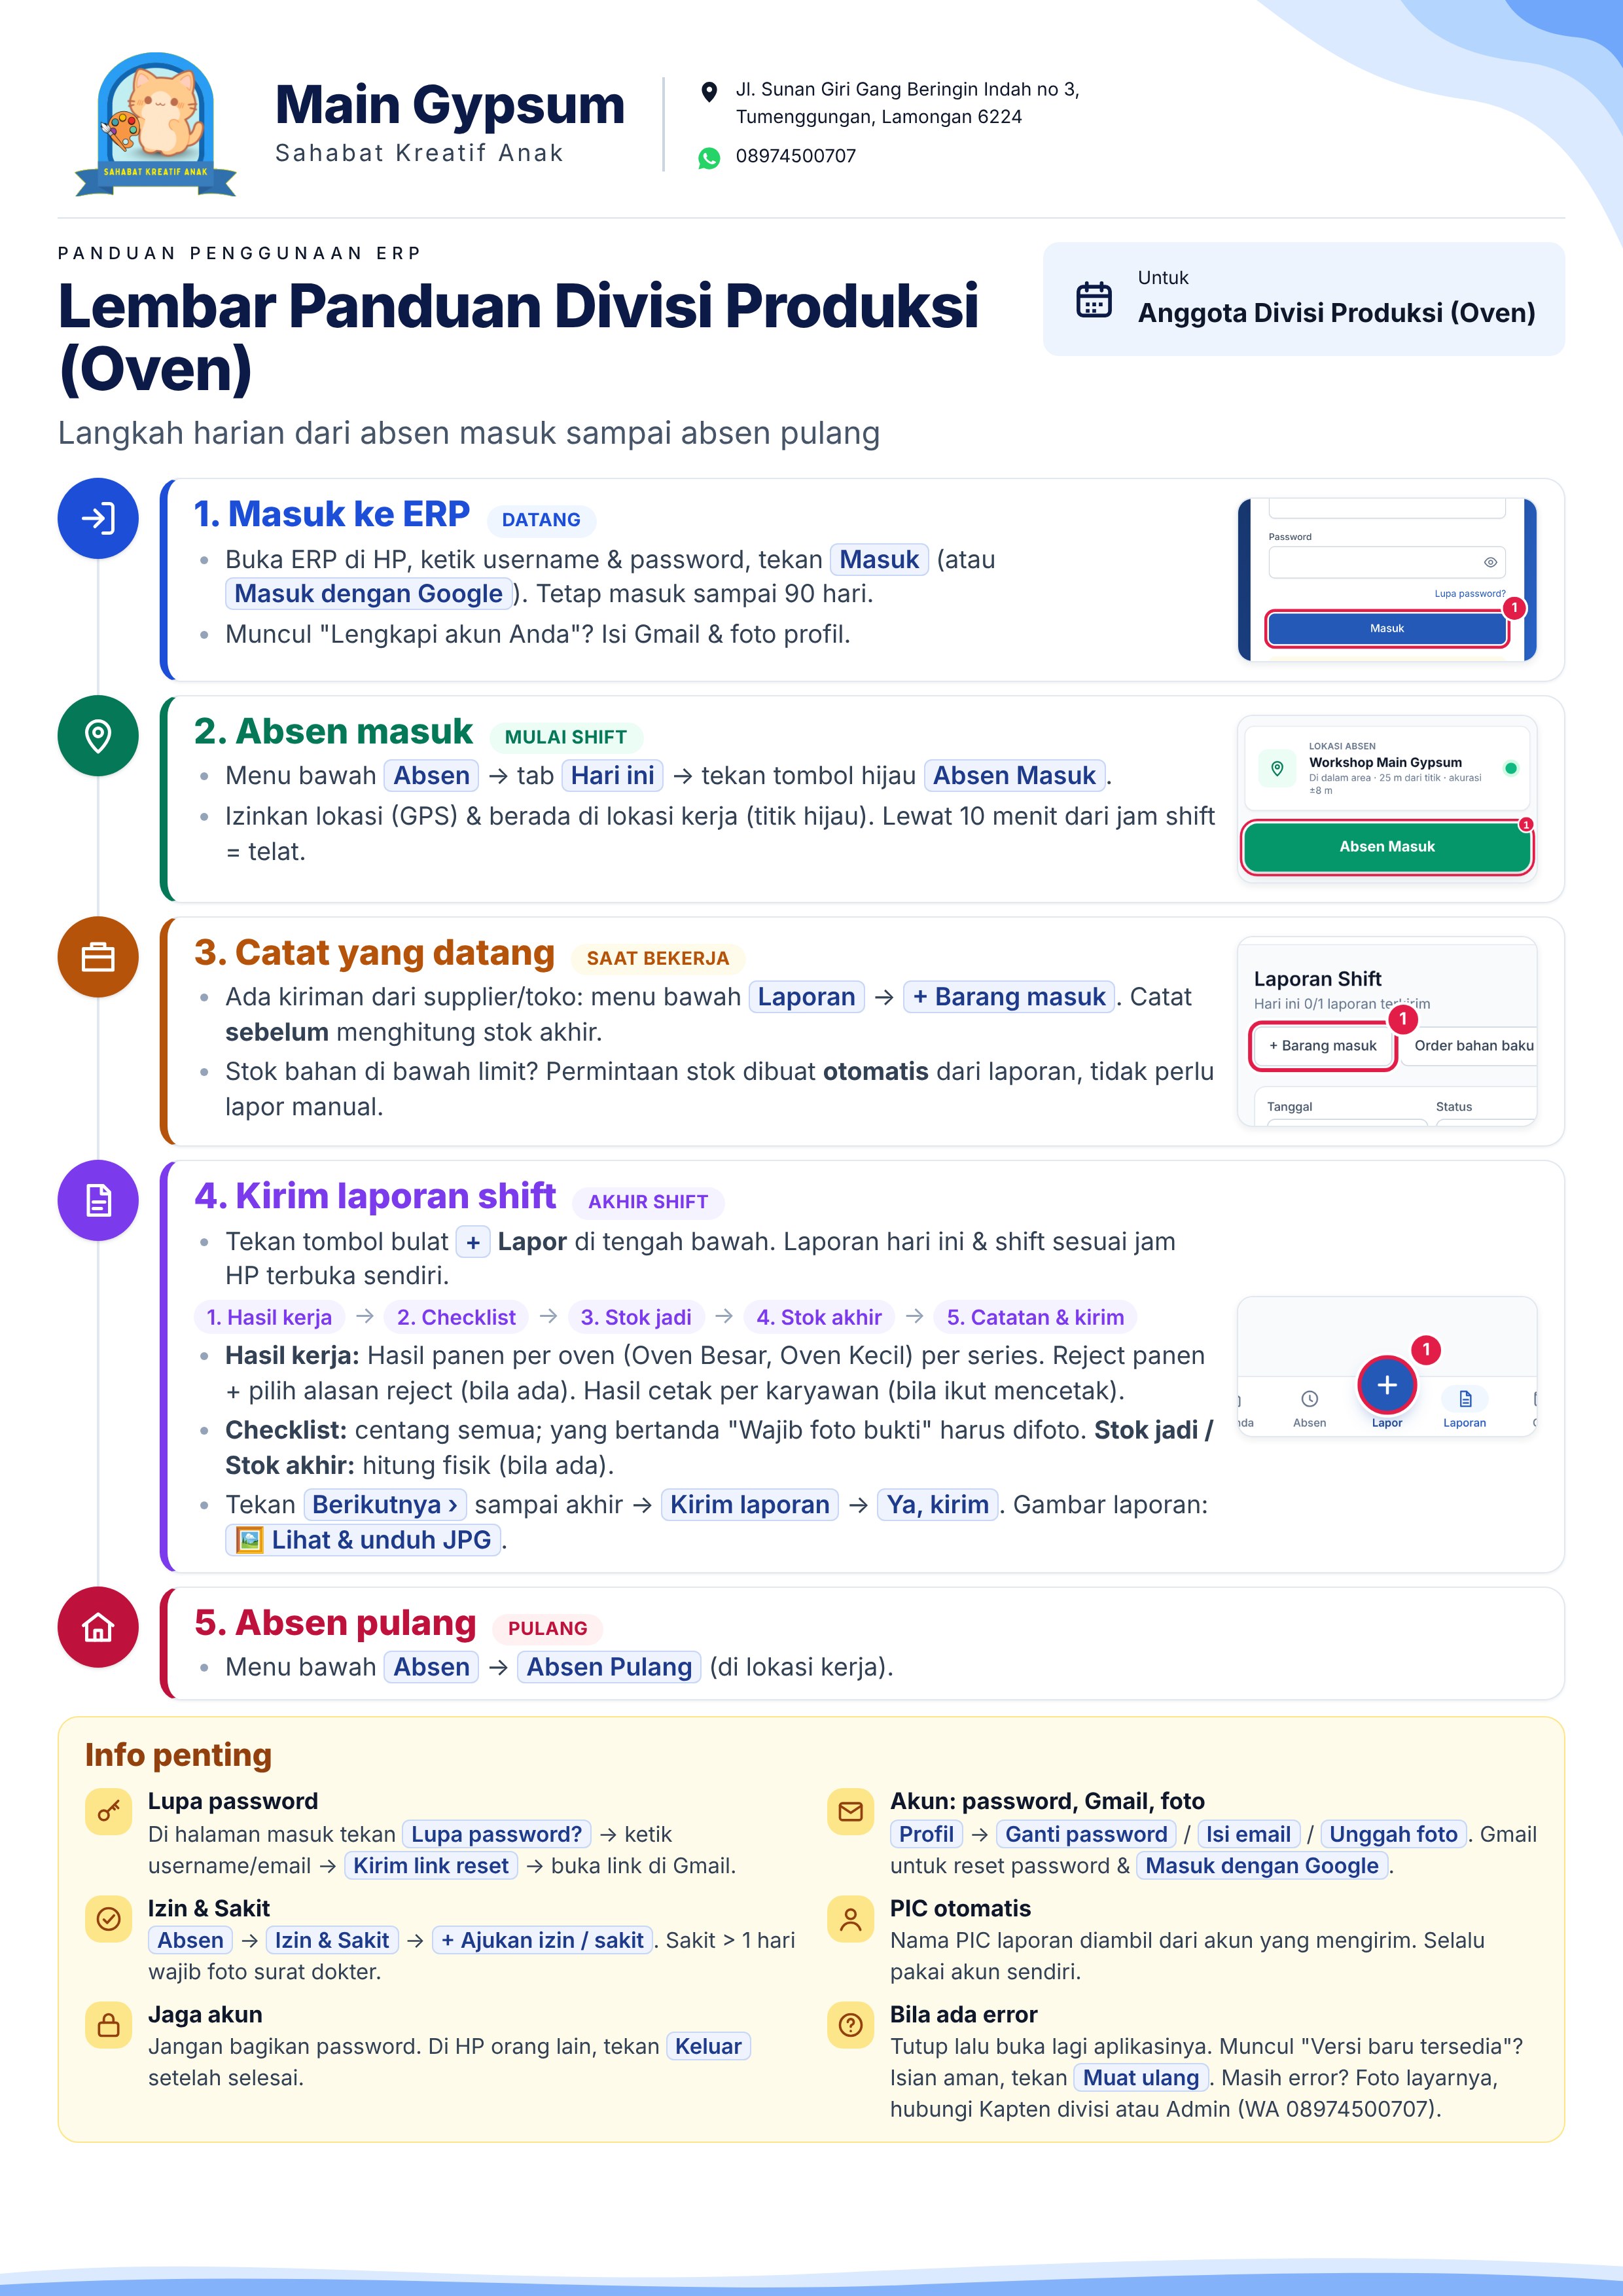 SAHABAT KREATIF ANAK
Main Gypsum
Sahabat Kreatif Anak
Jl. Sunan Giri Gang Beringin Indah no 3,
Tumenggungan, Lamongan 6224
08974500707
PANDUAN PENGGUNAAN ERP
Lembar Panduan Divisi Produksi
(Oven)
Langkah harian dari absen masuk sampai absen pulang
Untuk
Anggota Divisi Produksi (Oven)
1. Masuk ke ERP DATANG
• Buka ERP di HP, ketik username & password, tekan Masuk (atau
Masuk dengan Google). Tetap masuk sampai 90 hari.
• Muncul "Lengkapi akun Anda"? Isi Gmail & foto profil.
Password
Lupa password?
1
Masuk
2. Absen masuk MULAI SHIFT
• Menu bawah Absen → tab Hari ini → tekan tombol hijau Absen Masuk.
• Izinkan lokasi (GPS) & berada di lokasi kerja (titik hijau). Lewat 10 menit dari jam shift
= telat.
LOKASI ABSEN
Workshop Main Gypsum
Di dalam area · 25 m dari titik · akurasi
±8 m
1
Absen Masuk
3. Catat yang datang SAAT BEKERJA
• Ada kiriman dari supplier/toko: menu bawah Laporan → + Barang masuk. Catat
sebelum menghitung stok akhir.
• Stok bahan di bawah limit? Permintaan stok dibuat otomatis dari laporan, tidak perlu
lapor manual.
Laporan Shift
Hari ini 0/1 laporan terkirim
1
+ Barang masuk Order bahan baku
Tanggal Status
4. Kirim laporan shift AKHIR SHIFT
• Tekan tombol bulat + Lapor di tengah bawah. Laporan hari ini & shift sesuai jam
HP terbuka sendiri.
1. Hasil kerja → 2. Checklist → 3. Stok jadi → 4. Stok akhir → 5. Catatan & kirim
• Hasil kerja: Hasil panen per oven (Oven Besar, Oven Kecil) per series. Reject panen
+ pilih alasan reject (bila ada). Hasil cetak per karyawan (bila ikut mencetak).
• Checklist: centang semua; yang bertanda "Wajib foto bukti" harus difoto. Stok jadi /
Stok akhir: hitung fisik (bila ada).
• Tekan Berikutnya › sampai akhir → Kirim laporan → Ya, kirim. Gambar laporan:
🖼️ Lihat & unduh JPG.
1
+
nda Absen Lapor Laporan
5. Absen pulang PULANG
• Menu bawah Absen → Absen Pulang (di lokasi kerja).
Info penting
Lupa password
Di halaman masuk tekan Lupa password? → ketik
username/email → Kirim link reset → buka link di Gmail.
Akun: password, Gmail, foto
Profil → Ganti password / Isi email / Unggah foto. Gmail
untuk reset password & Masuk dengan Google.
Izin & Sakit
Absen → Izin & Sakit → + Ajukan izin / sakit. Sakit > 1 hari
wajib foto surat dokter.
PIC otomatis
Nama PIC laporan diambil dari akun yang mengirim. Selalu
pakai akun sendiri.
Jaga akun
Jangan bagikan password. Di HP orang lain, tekan Keluar
setelah selesai.
Bila ada error
Tutup lalu buka lagi aplikasinya. Muncul "Versi baru tersedia"?
Isian aman, tekan Muat ulang. Masih error? Foto layarnya,
hubungi Kapten divisi atau Admin (WA 08974500707).